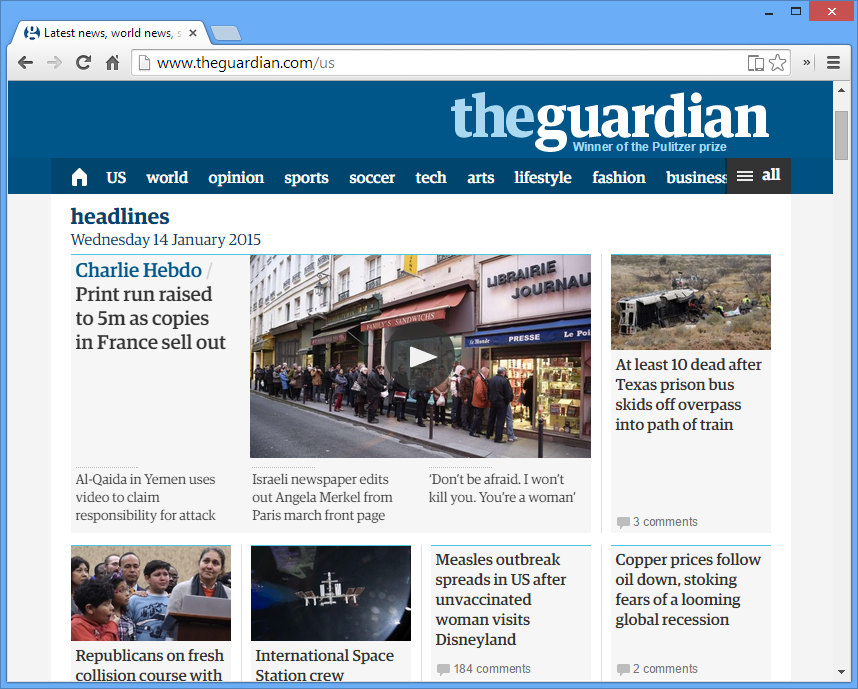 Latest news, world news, s
www.theguardian.com/us
theguardian
Winner of the Pulitzer prize
US world opinion sports soccer tech arts lifestyle fashion business all
headlines
Wednesday 14 January 2015
Charlie Hebdo /
Print run raised
to 5m as copies
in France sell out
LIBRAIRIE
JOURNAU
FAMILY'S SANDWICHS
le Monde PRESSE Le Poi
Al-Qaida in Yemen uses
video to claim
responsibility for attack
Israeli newspaper edits
out Angela Merkel from
Paris march front page
‘Don’t be afraid. I won’t
kill you. You’re a woman’
At least 10 dead after
Texas prison bus
skids off overpass
into path of train
3 comments
Republicans on fresh
collision course with
International Space
Station crew
Measles outbreak
spreads in US after
unvaccinated
woman visits
Disneyland
184 comments
Copper prices follow
oil down, stoking
fears of a looming
global recession
2 comments